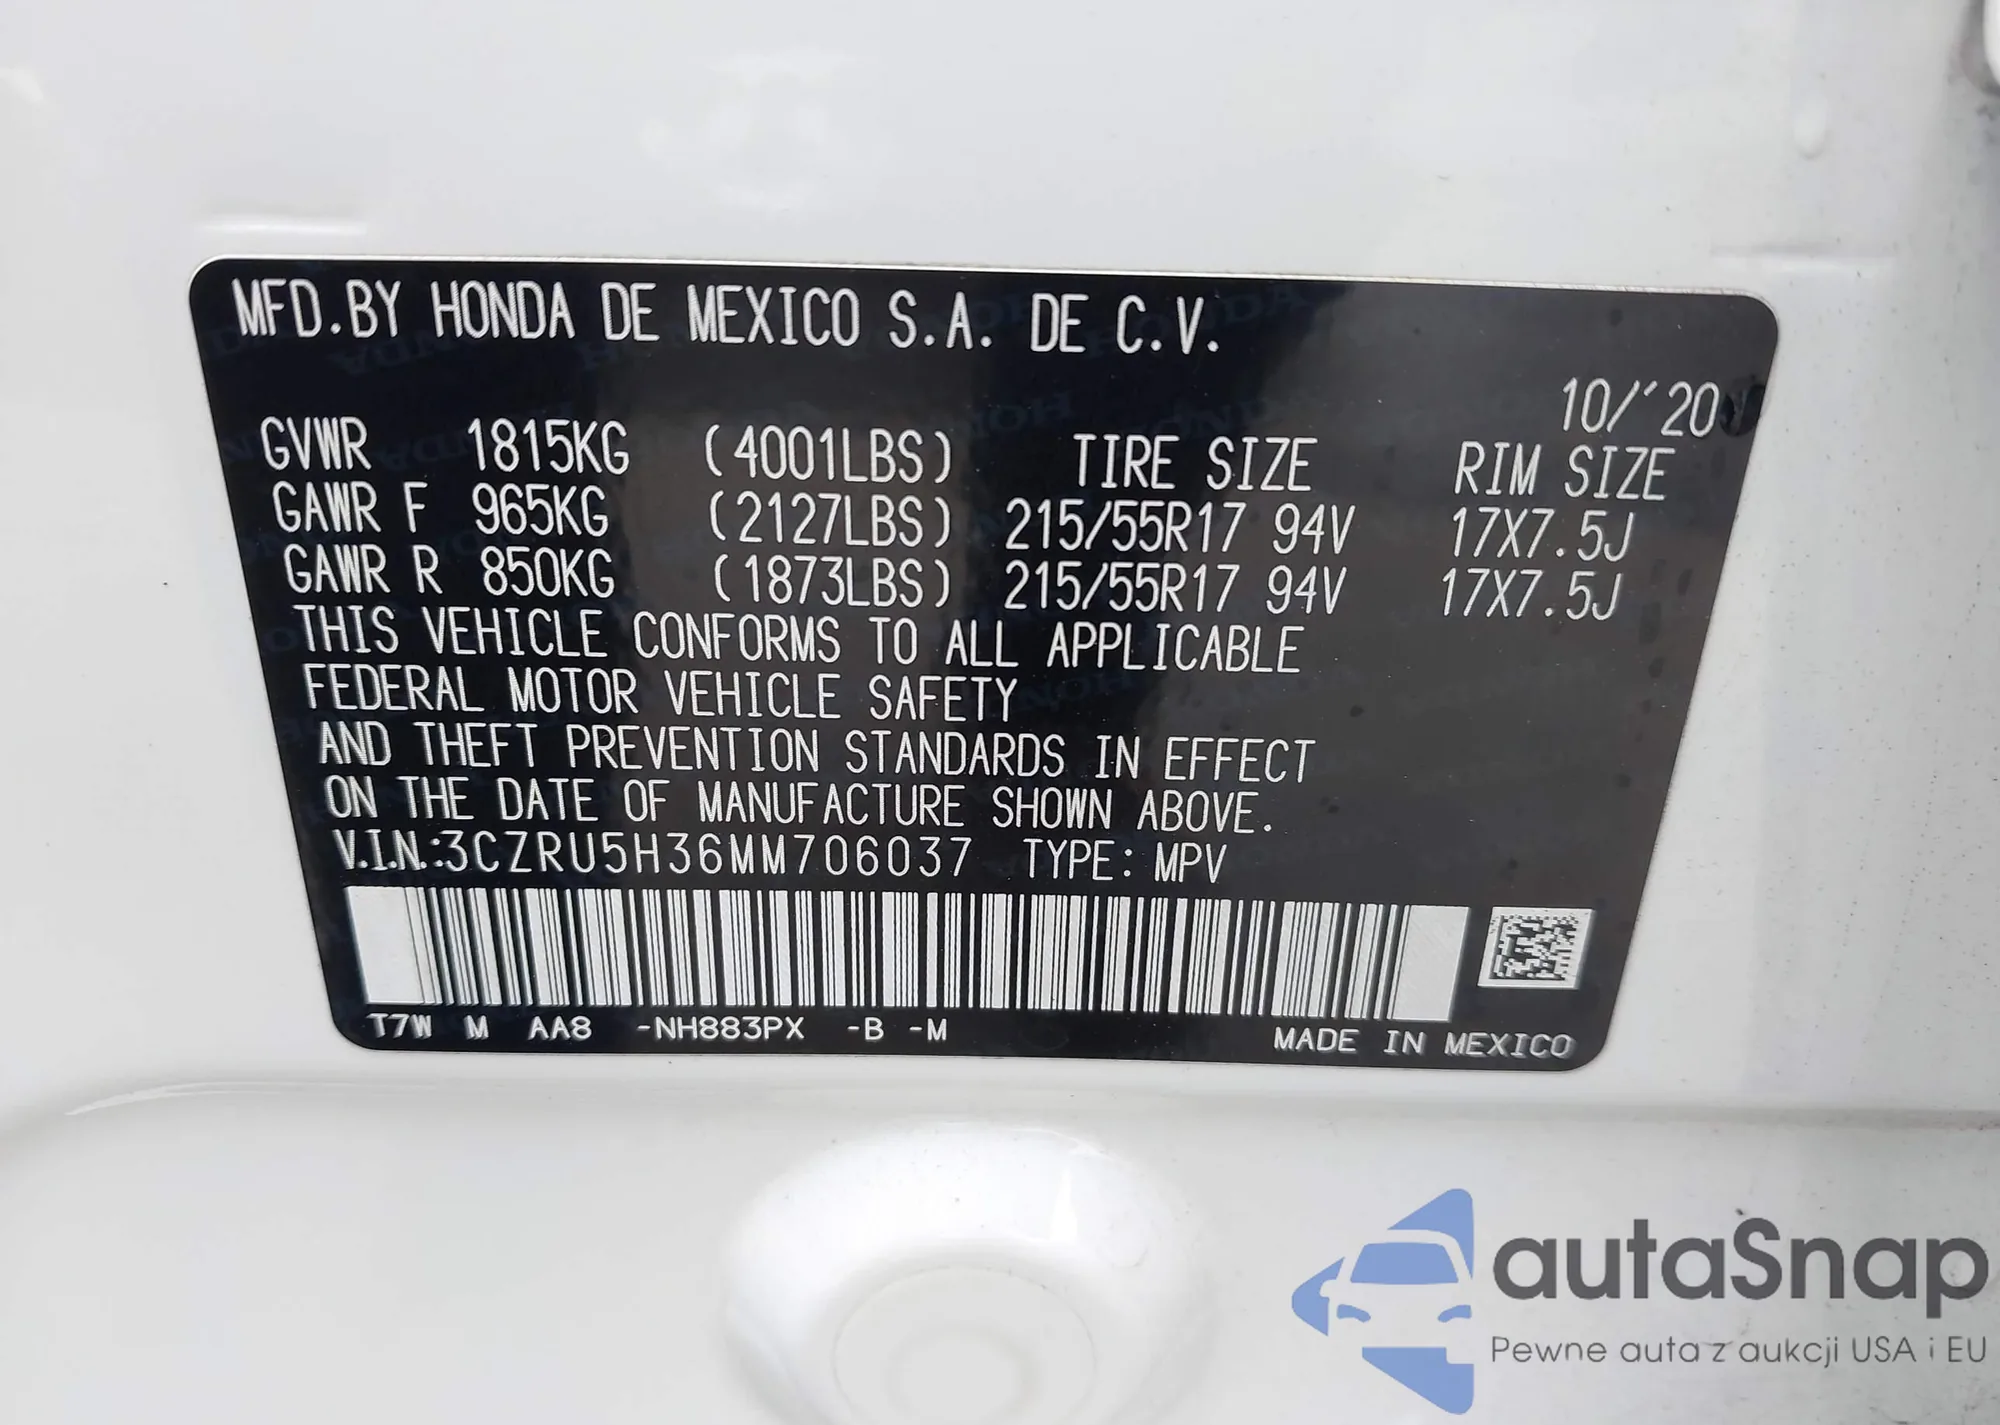 MFD.BY HONDA DE MEXICO S.A. DE C.V.
10/'20
GVWR 1815KG (4001LBS) TIRE SIZE RIM SIZE
GAWR F 965KG (2127LBS) 215/55R17 94V 17X7.5J
GAWR R 850KG (1873LBS) 215/55R17 94V 17X7.5J
THIS VEHICLE CONFORMS TO ALL APPLICABLE
FEDERAL MOTOR VEHICLE SAFETY
AND THEFT PREVENTION STANDARDS IN EFFECT
ON THE DATE OF MANUFACTURE SHOWN ABOVE.
V.I.N.:3CZRU5H36MM706037 TYPE: MPV
T7W M AA8 -NH883PX -B -M MADE IN MEXICO
autaSnap
Pewne auta z aukcji USA i EU